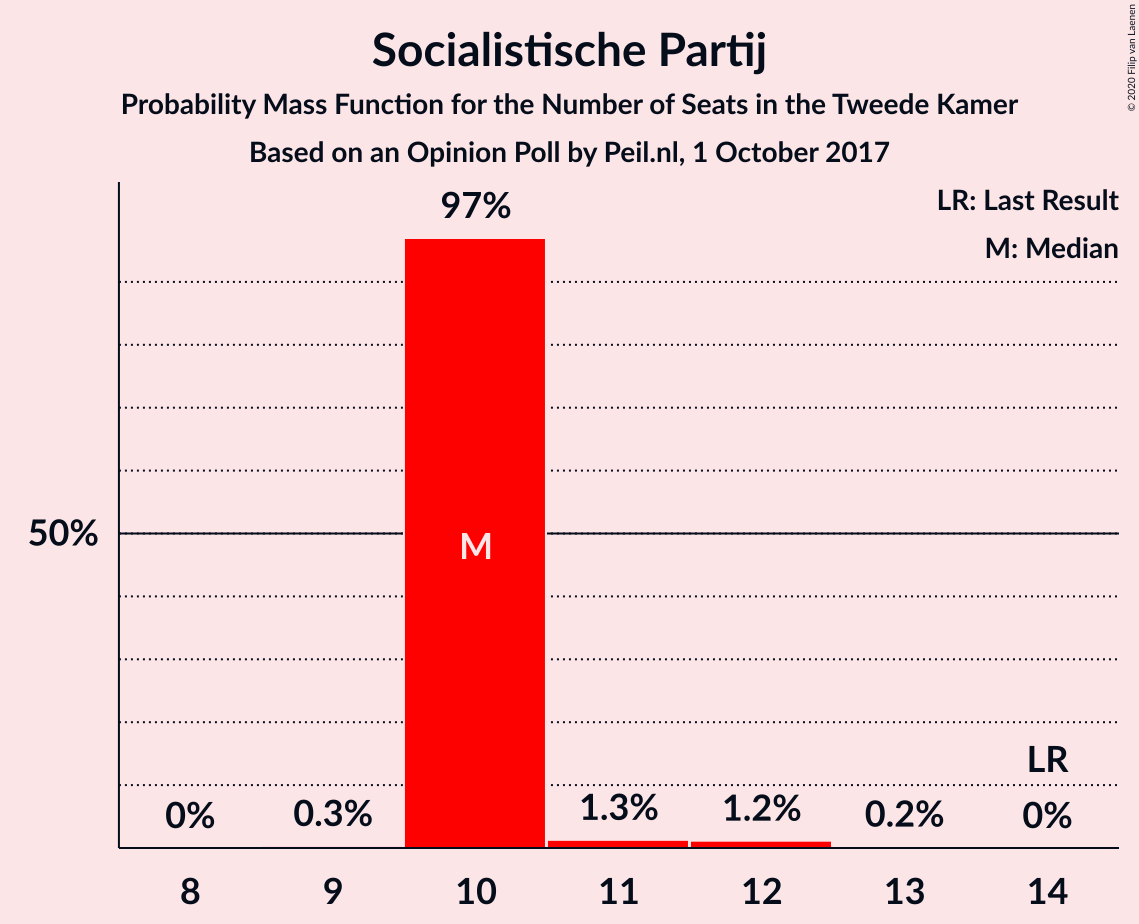 Socialistische Partij
Probability Mass Function for the Number of Seats in the Tweede Kamer
Based on an Opinion Poll by Peil.nl, 1 October 2017
© 2020 Filip van Laenen
LR: Last Result
M: Median
97%
50%
M
LR
0%
0.3%
1.3%
1.2%
0.2%
0%
8
9
10
11
12
13
14